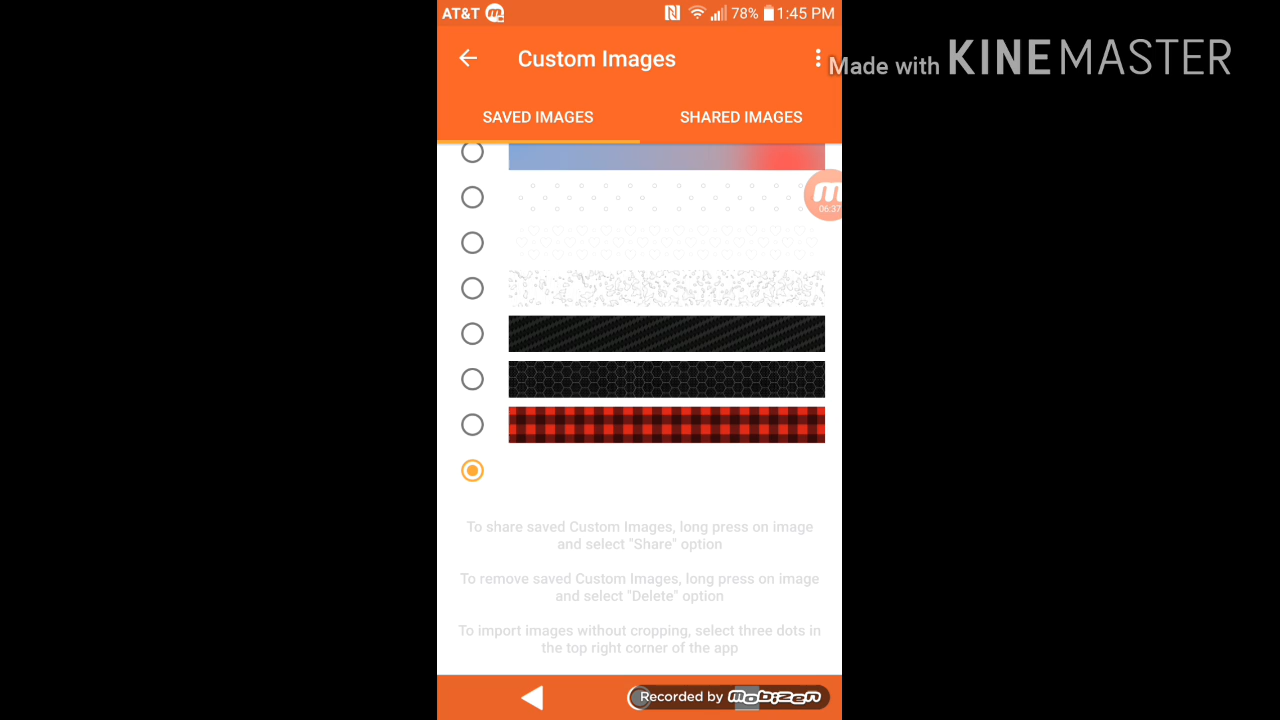 AT&T
78% 1:45 PM
Custom Images
Made with KINEMASTER
SAVED IMAGES
SHARED IMAGES
06:37
To share saved Custom Images, long press on image
and select "Share" option
To remove saved Custom Images, long press on image
and select "Delete" option
To import images without cropping, select three dots in
the top right corner of the app
Recorded by mobizen